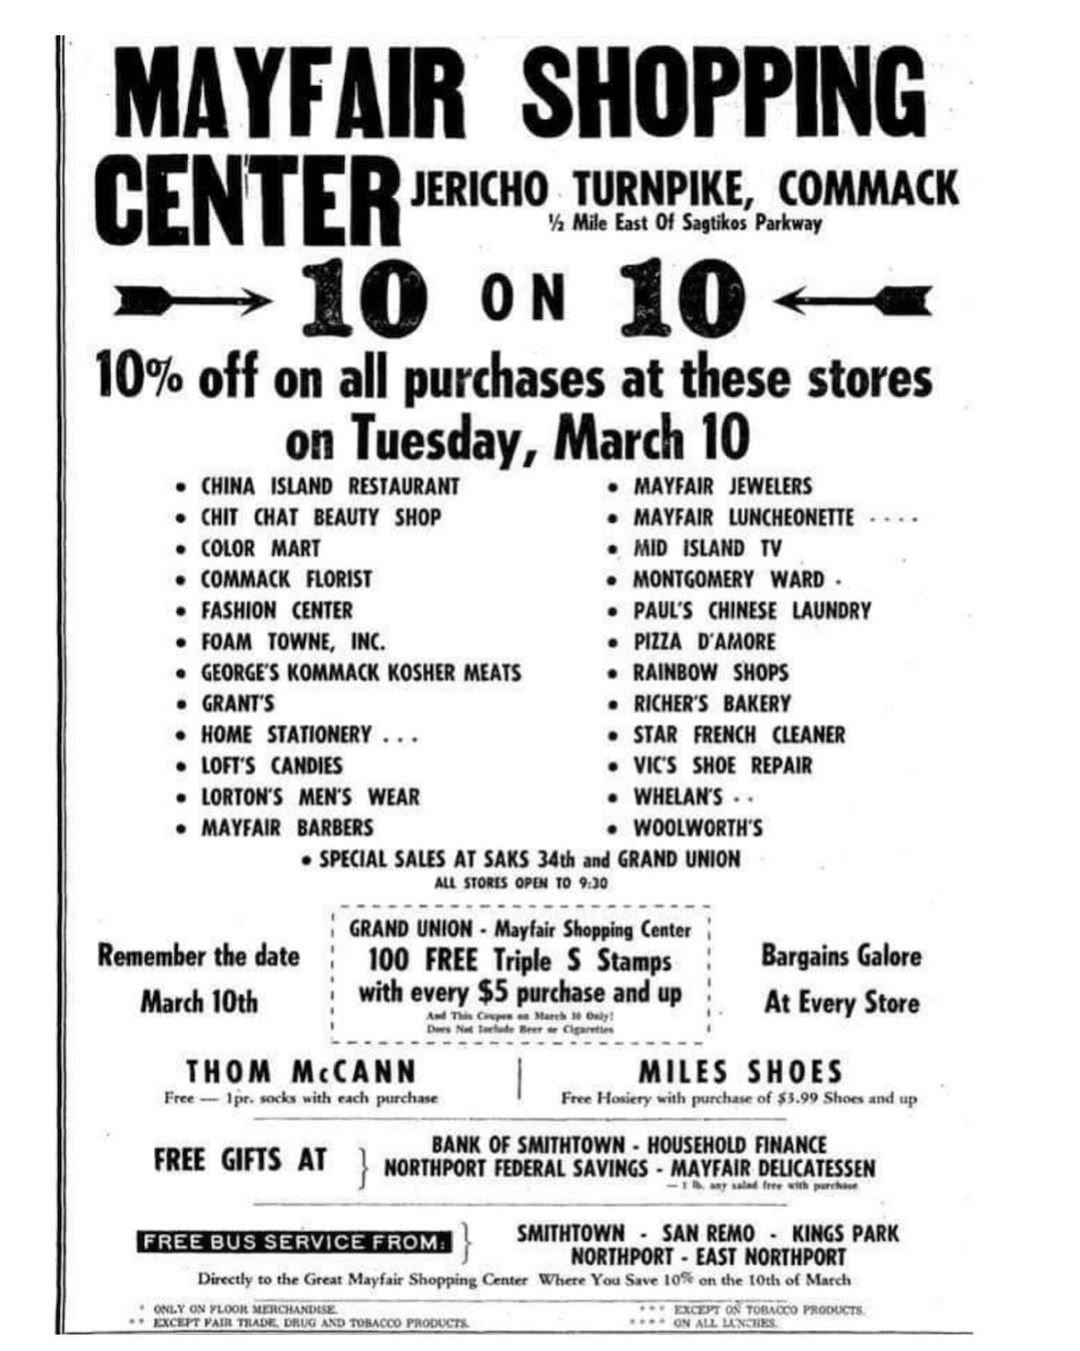 MAYFAIR SHOPPING
CENTER JERICHO TURNPIKE, COMMACK
½ Mile East Of Sagtikos Parkway
10 ON 10
10% off on all purchases at these stores
on Tuesday, March 10
• CHINA ISLAND RESTAURANT
• CHIT CHAT BEAUTY SHOP
• COLOR MART
• COMMACK FLORIST
• FASHION CENTER
• FOAM TOWNE, INC.
• GEORGE'S KOMMACK KOSHER MEATS
• GRANT'S
• HOME STATIONERY . . .
• LOFT'S CANDIES
• LORTON'S MEN'S WEAR
• MAYFAIR BARBERS
• MAYFAIR JEWELERS
• MAYFAIR LUNCHEONETTE . . . .
• MID ISLAND TV
• MONTGOMERY WARD .
• PAUL'S CHINESE LAUNDRY
• PIZZA D'AMORE
• RAINBOW SHOPS
• RICHER'S BAKERY
• STAR FRENCH CLEANER
• VIC'S SHOE REPAIR
• WHELAN'S . .
• WOOLWORTH'S
• SPECIAL SALES AT SAKS 34th and GRAND UNION
ALL STORES OPEN TO 9:30
Remember the date
March 10th
GRAND UNION - Mayfair Shopping Center
100 FREE Triple S Stamps
with every $5 purchase and up
And This Coupon on March 10 Only!
Does Not Include Beer or Cigarettes
Bargains Galore
At Every Store
THOM McCANN
Free — 1pr. socks with each purchase
MILES SHOES
Free Hosiery with purchase of $3.99 Shoes and up
FREE GIFTS AT
BANK OF SMITHTOWN - HOUSEHOLD FINANCE
NORTHPORT FEDERAL SAVINGS - MAYFAIR DELICATESSEN
— 1 lb. any salad free with purchase
FREE BUS SERVICE FROM:
SMITHTOWN - SAN REMO - KINGS PARK
NORTHPORT - EAST NORTHPORT
Directly to the Great Mayfair Shopping Center Where You Save 10% on the 10th of March
* ONLY ON FLOOR MERCHANDISE.
** EXCEPT FAIR TRADE, DRUG AND TOBACCO PRODUCTS.
*** EXCEPT ON TOBACCO PRODUCTS.
**** ON ALL LUNCHES.